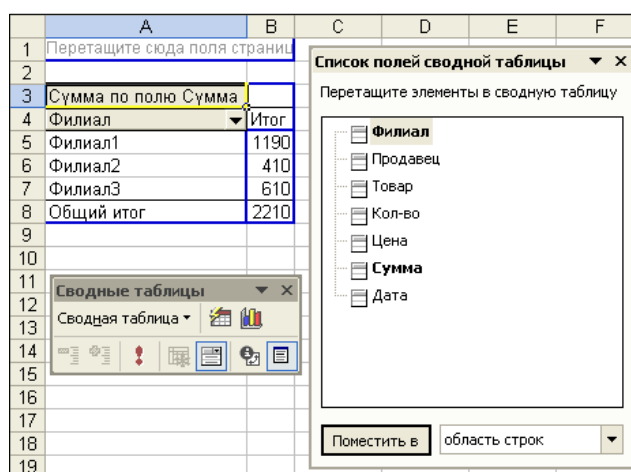 A B C D E F
1 Перетащите сюда поля страниц
2
3 Сумма по полю Сумма
4 Филиал Итог
5 Филиал1 1190
6 Филиал2 410
7 Филиал3 610
8 Общий итог 2210
9
10
11
12
13
14
15
16
17
18
19
Список полей сводной таблицы
Перетащите элементы в сводную таблицу
Филиал
Продавец
Товар
Кол-во
Цена
Сумма
Дата
Поместить в область строк
Сводные таблицы
Сводная таблица